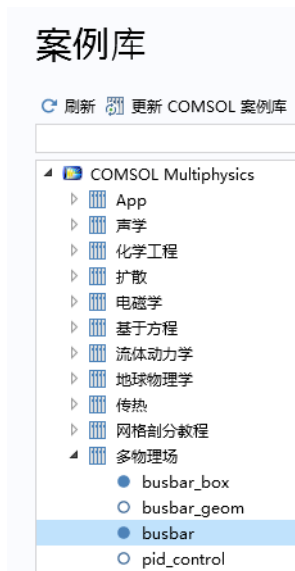 案例库
刷新 更新 COMSOL 案例库
COMSOL Multiphysics
App
声学
化学工程
扩散
电磁学
基于方程
流体动力学
地球物理学
传热
网格剖分教程
多物理场
busbar_box
busbar_geom
busbar
pid_control